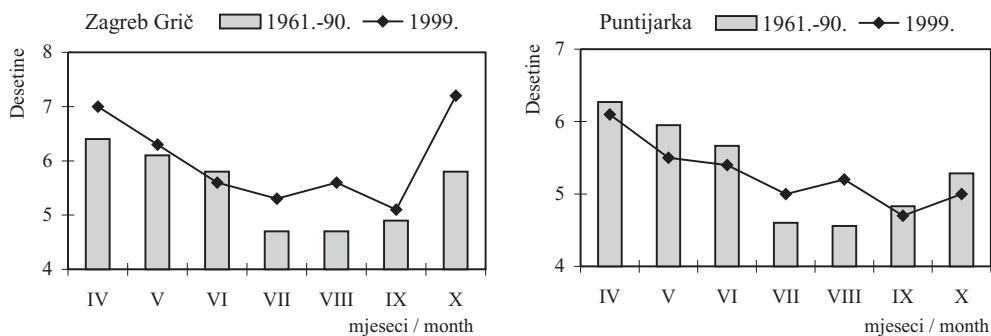 Zagreb Grič 1961.-90. 1999.
Desetine
8
7
6
5
4
IV V VI VII VIII IX X
mjeseci / month
Puntijarka 1961.-90. 1999.
Desetine
7
6
5
4
IV V VI VII VIII IX X
mjeseci / month